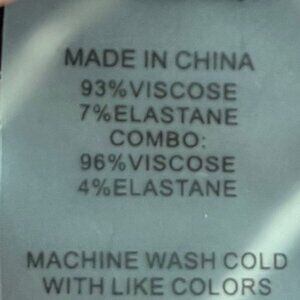 MADE IN CHINA
93%VISCOSE
7%ELASTANE
COMBO:
96%VISCOSE
4%ELASTANE
MACHINE WASH COLD
WITH LIKE COLORS